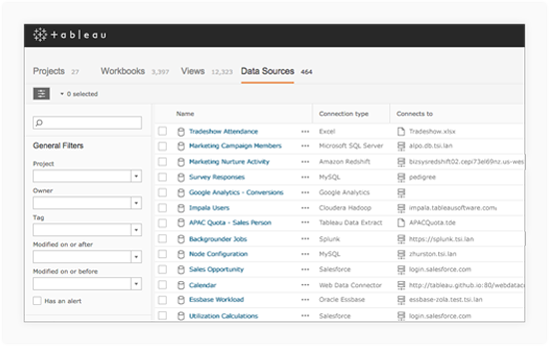 +ableau
Projects 27 Workbooks 3,397 Views 12,323 Data Sources 464
0 selected
Name Connection type Connects to
General Filters
Project
Owner
Tag
Modified on or after
Modified on or before
Has an alert
Tradeshow Attendance ••• Excel Tradeshow.xlsx
Marketing Campaign Members ••• Microsoft SQL Server alpo.db.tsi.lan
Marketing Nurture Activity ••• Amazon Redshift
Survey Responses ••• MySQL pedigree
Google Analytics - Conversions ••• Google Analytics
Impala Users ••• Cloudera Hadoop impala.tableausoftware.com
APAC Quota - Sales Person ••• Tableau Data Extract APACQuota.tde
Backgrounder Jobs ••• Splunk https://splunk.tsi.lan
Node Configuration ••• MySQL zhurston.tsi.lan
Sales Opportunity ••• Salesforce login.salesforce.com
Calendar ••• Web Data Connector http://tableau.github.io:80/webdatacon
Essbase Workload ••• Oracle Essbase essbase-zole.test.tsi.lan
Utilization Calculations ••• Salesforce login.salesforce.com